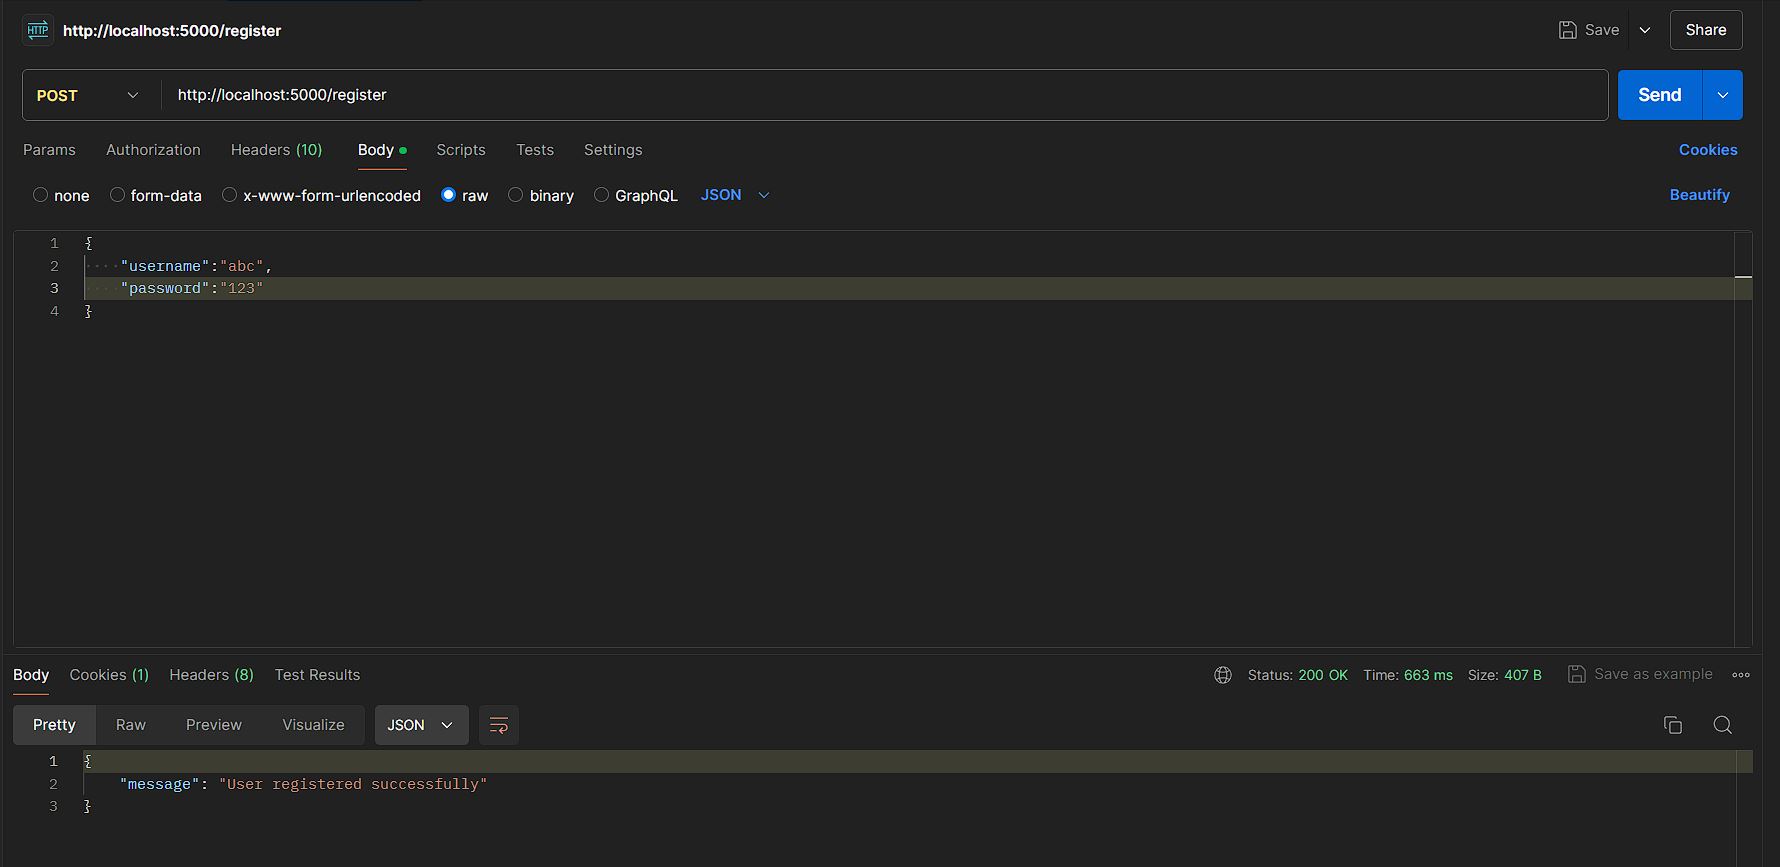 HTTP http://localhost:5000/register Save Share
POST http://localhost:5000/register Send
Params Authorization Headers (10) Body Scripts Tests Settings Cookies
none form-data x-www-form-urlencoded raw binary GraphQL JSON Beautify
1 {
2 "username":"abc",
3 "password":"123"
4 }
Body Cookies (1) Headers (8) Test Results Status: 200 OK Time: 663 ms Size: 407 B Save as example
Pretty Raw Preview Visualize JSON
1 {
2 "message": "User registered successfully"
3 }